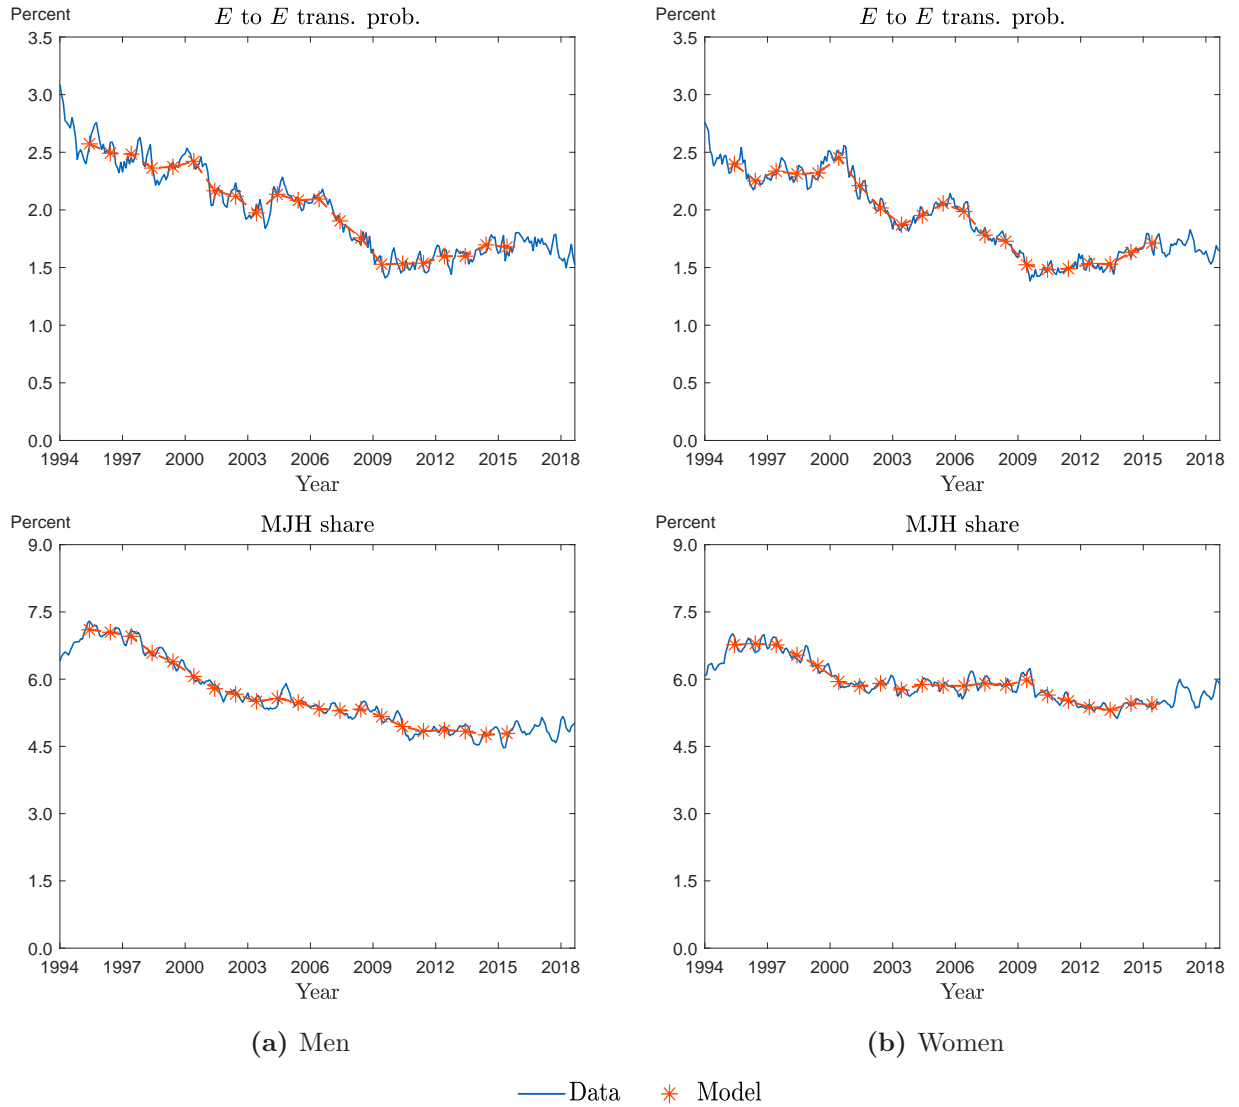 Percent
E to E trans. prob.
3.5
3.0
2.5
2.0
1.5
1.0
0.5
0.0
1994 1997 2000 2003 2006 2009 2012 2015 2018
Year
Percent
E to E trans. prob.
3.5
3.0
2.5
2.0
1.5
1.0
0.5
0.0
1994 1997 2000 2003 2006 2009 2012 2015 2018
Year
Percent
MJH share
9.0
7.5
6.0
4.5
3.0
1.5
0.0
1994 1997 2000 2003 2006 2009 2012 2015 2018
Year
Percent
MJH share
9.0
7.5
6.0
4.5
3.0
1.5
0.0
1994 1997 2000 2003 2006 2009 2012 2015 2018
Year
(a) Men
(b) Women
Data Model